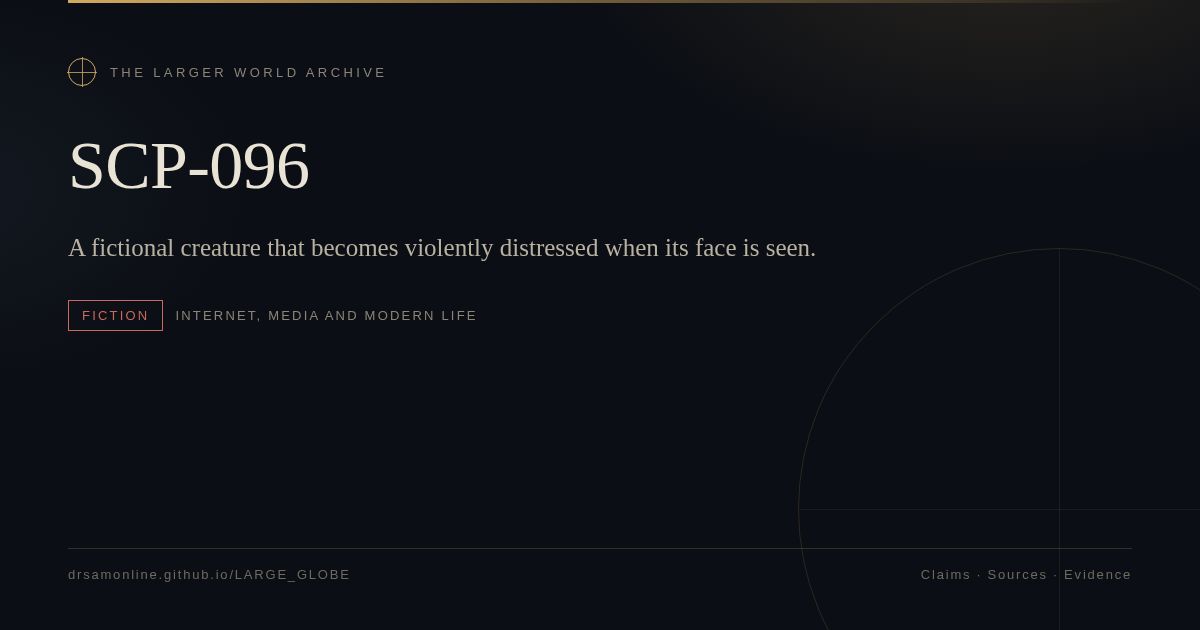 THE LARGER WORLD ARCHIVE
SCP-096
A fictional creature that becomes violently distressed when its face is seen.
FICTION INTERNET, MEDIA AND MODERN LIFE
drsamonline.github.io/LARGE_GLOBE Claims · Sources · Evidence